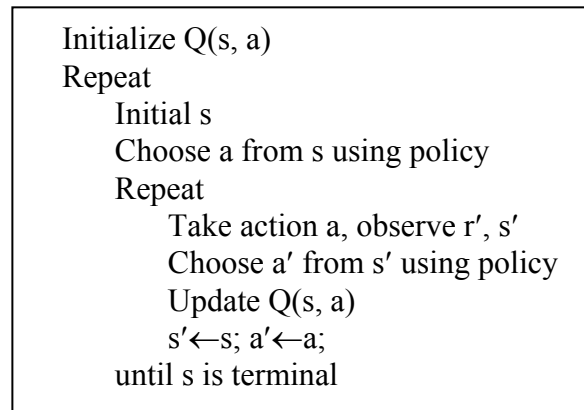 Initialize Q(s, a)
Repeat
Initial s
Choose a from s using policy
Repeat
Take action a, observe r′, s′
Choose a′ from s′ using policy
Update Q(s, a)
s′←s; a′←a;
until s is terminal